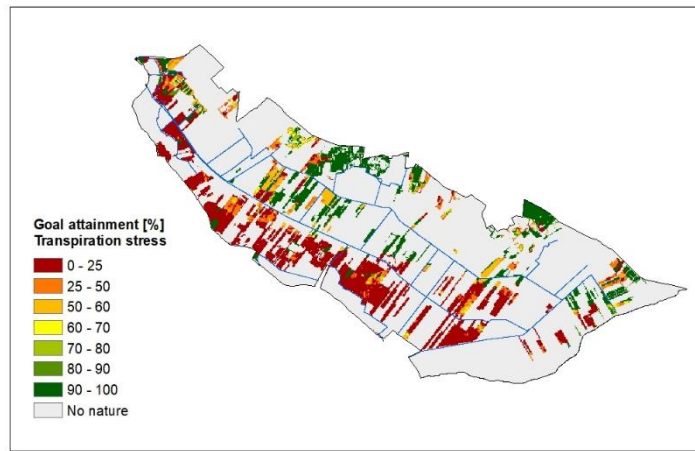 Goal attainment [%]
Transpiration stress
0 - 25
25 - 50
50 - 60
60 - 70
70 - 80
80 - 90
90 - 100
No nature